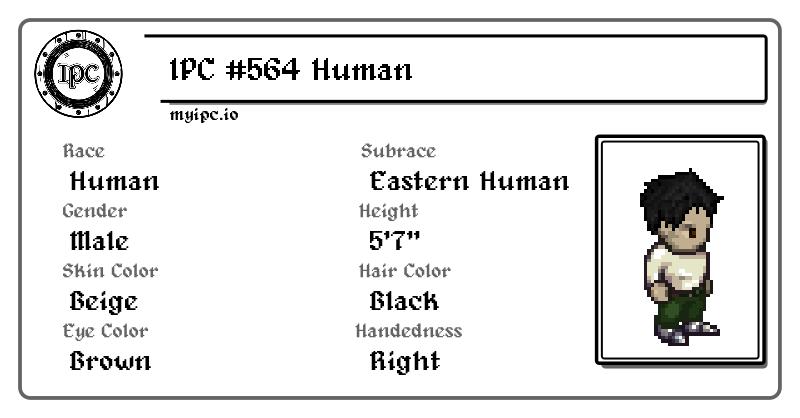 IPC
IPC #564 Human
myipc.io
Race
Human
Subrace
Eastern Human
Gender
Male
Height
5'7"
Skin Color
Beige
Hair Color
Black
Eye Color
Brown
Handedness
Right